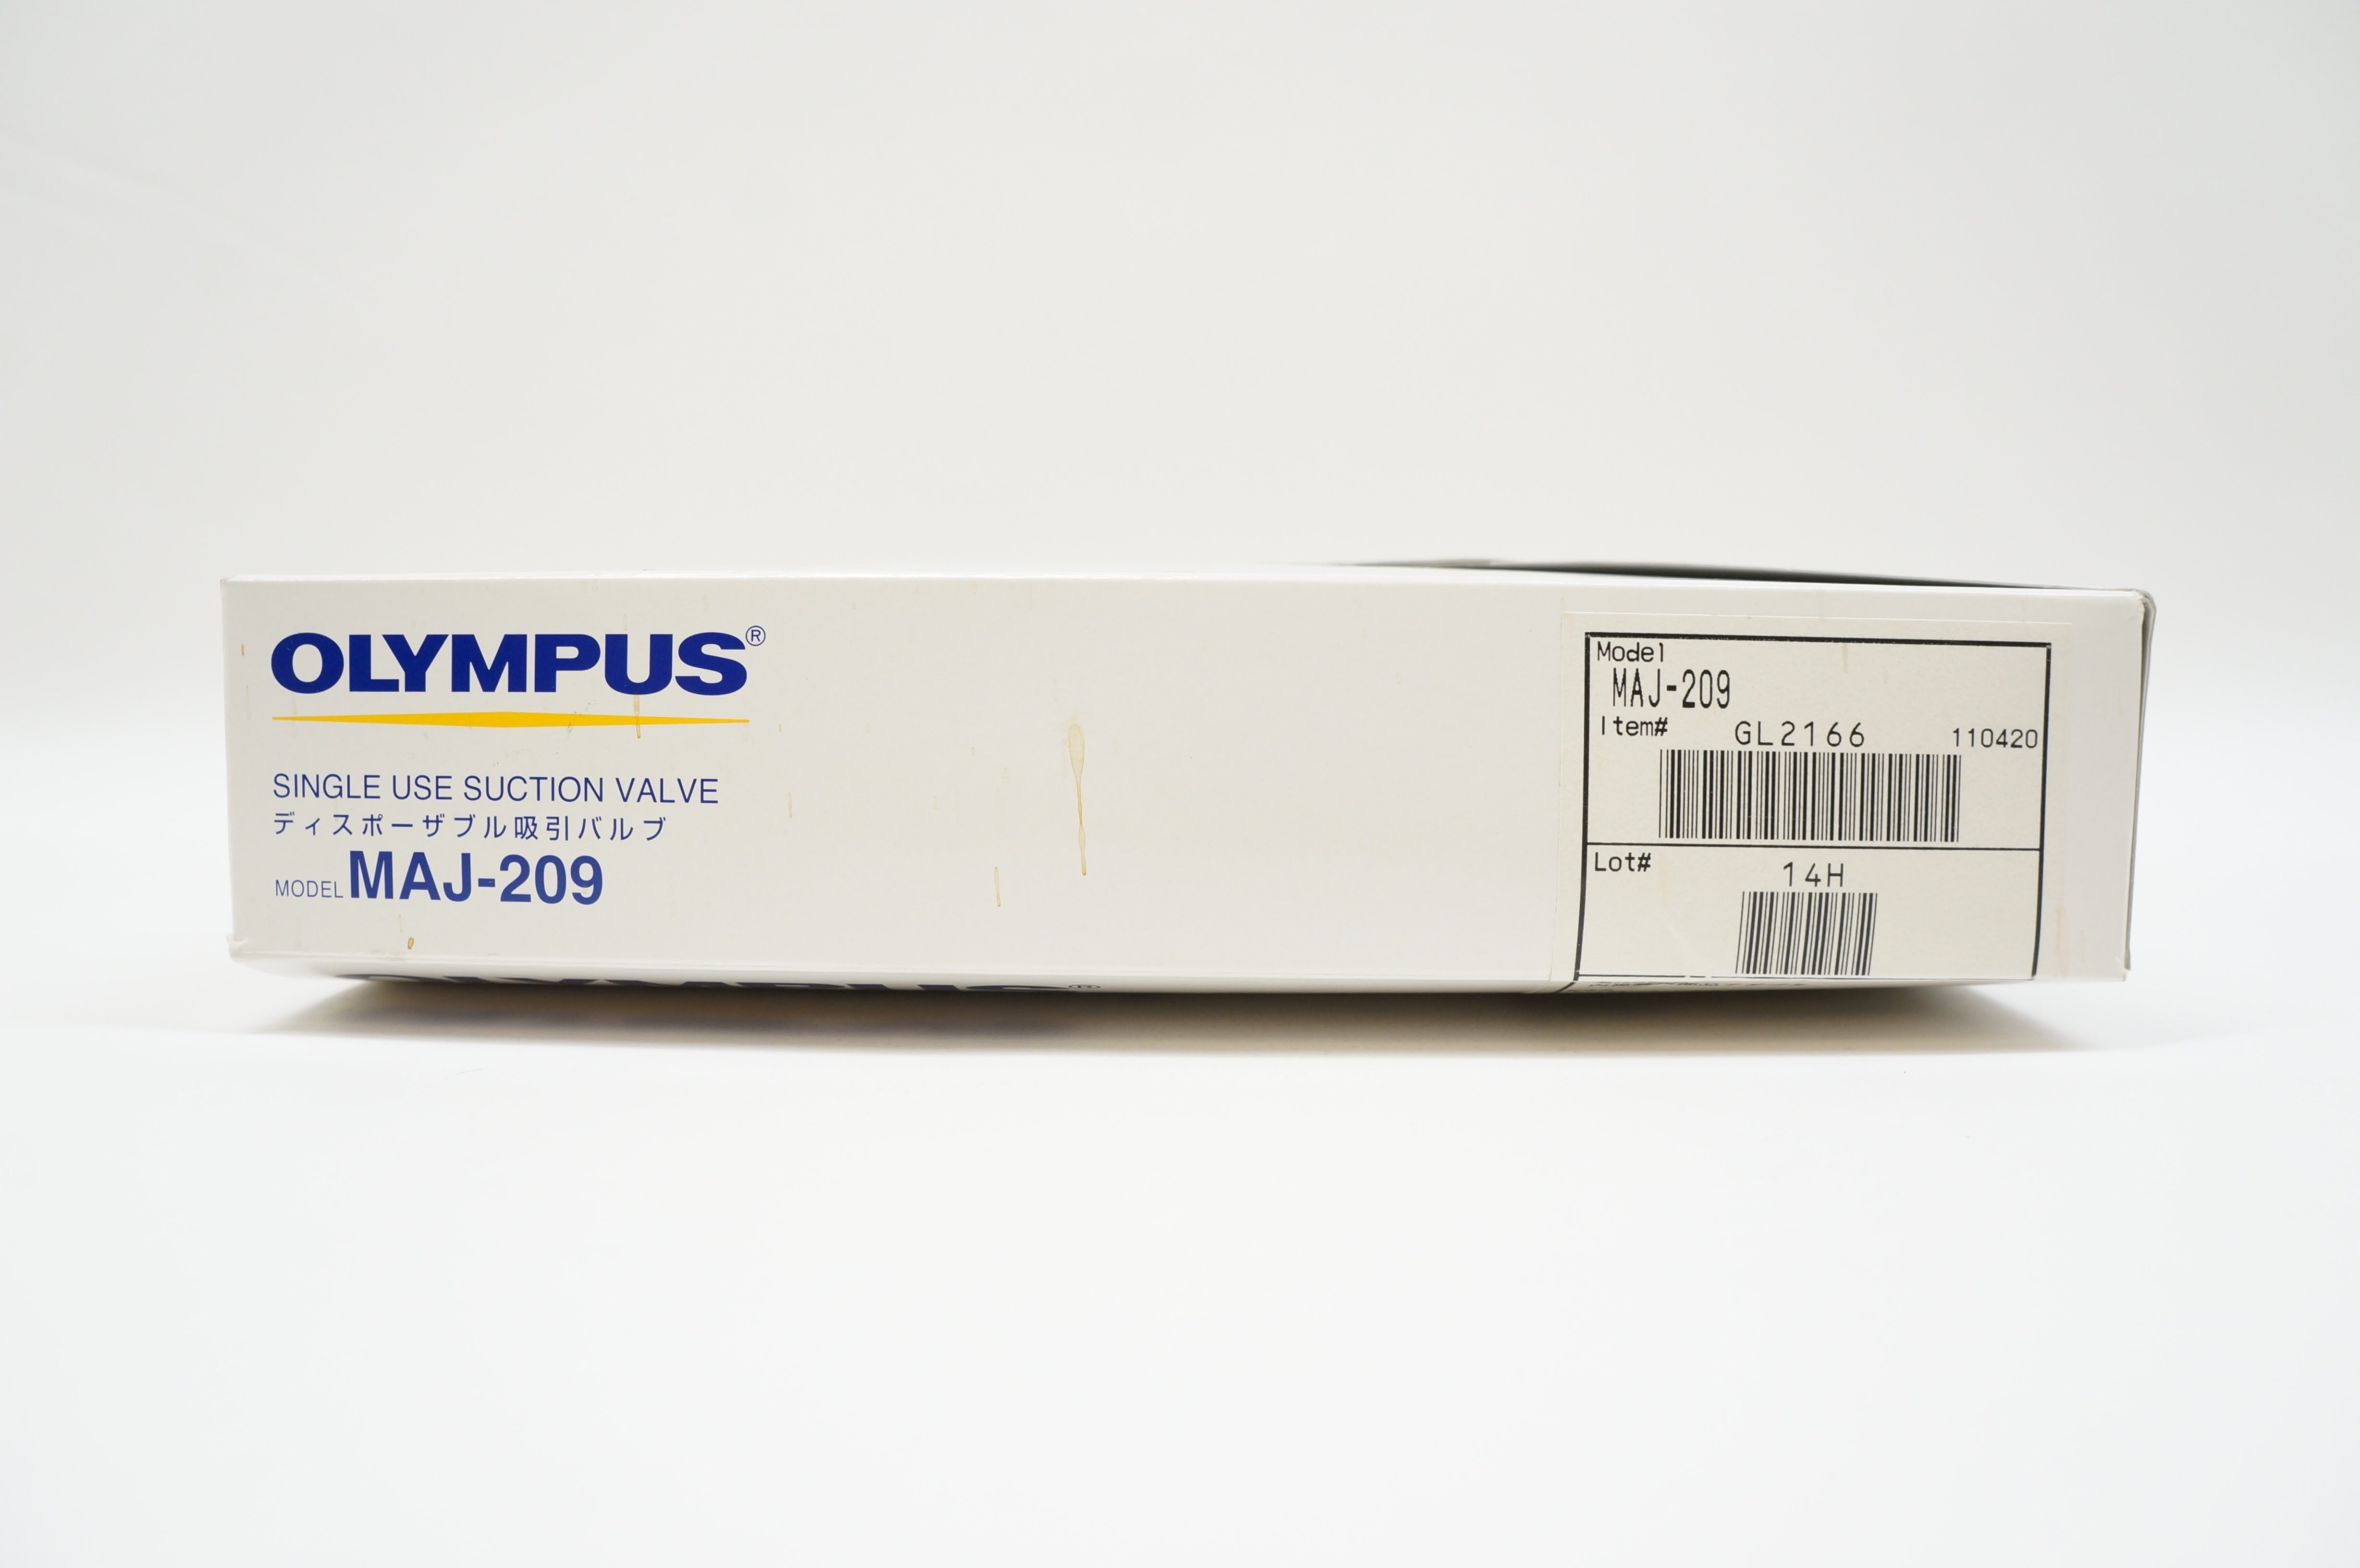 OLYMPUS®
SINGLE USE SUCTION VALVE
ディスポーザブル吸引バルブ
MODEL MAJ-209
Model
MAJ-209
Item# GL2166 110420
Lot# 14H